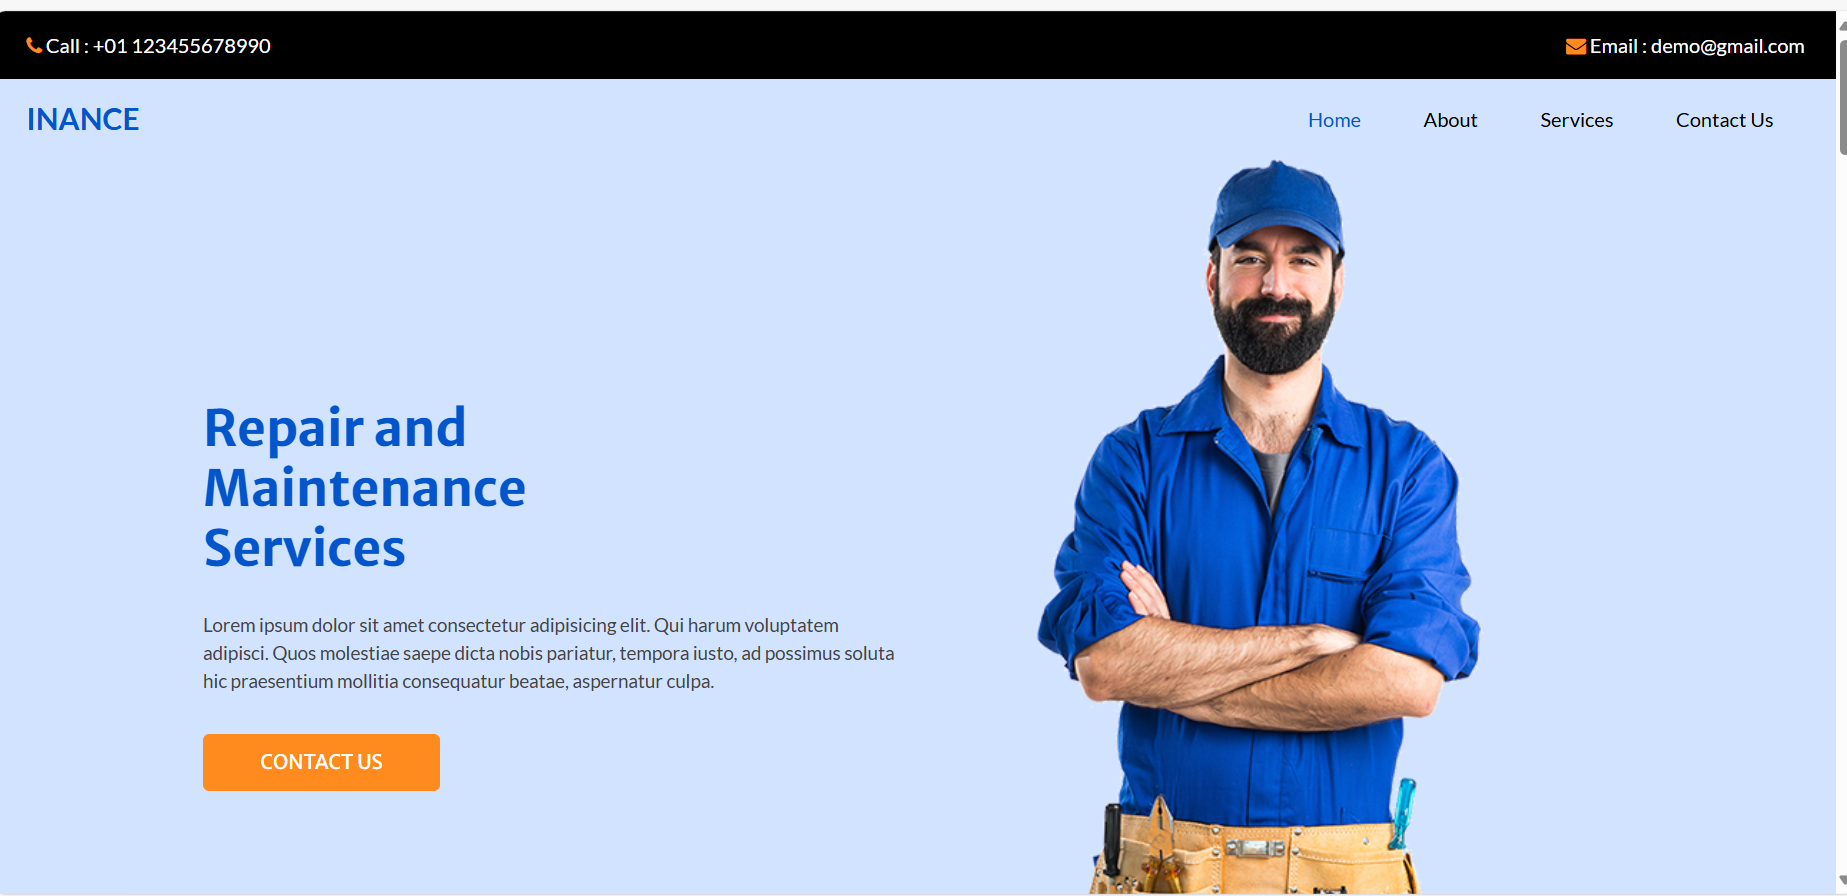 Call : +01 123455678990
Email : demo@gmail.com
INANCE
Home
About
Services
Contact Us
Repair and
Maintenance
Services
Lorem ipsum dolor sit amet consectetur adipisicing elit. Qui harum voluptatem
adipisci. Quos molestiae saepe dicta nobis pariatur, tempora iusto, ad possimus soluta
hic praesentium mollitia consequatur beatae, aspernatur culpa.
CONTACT US